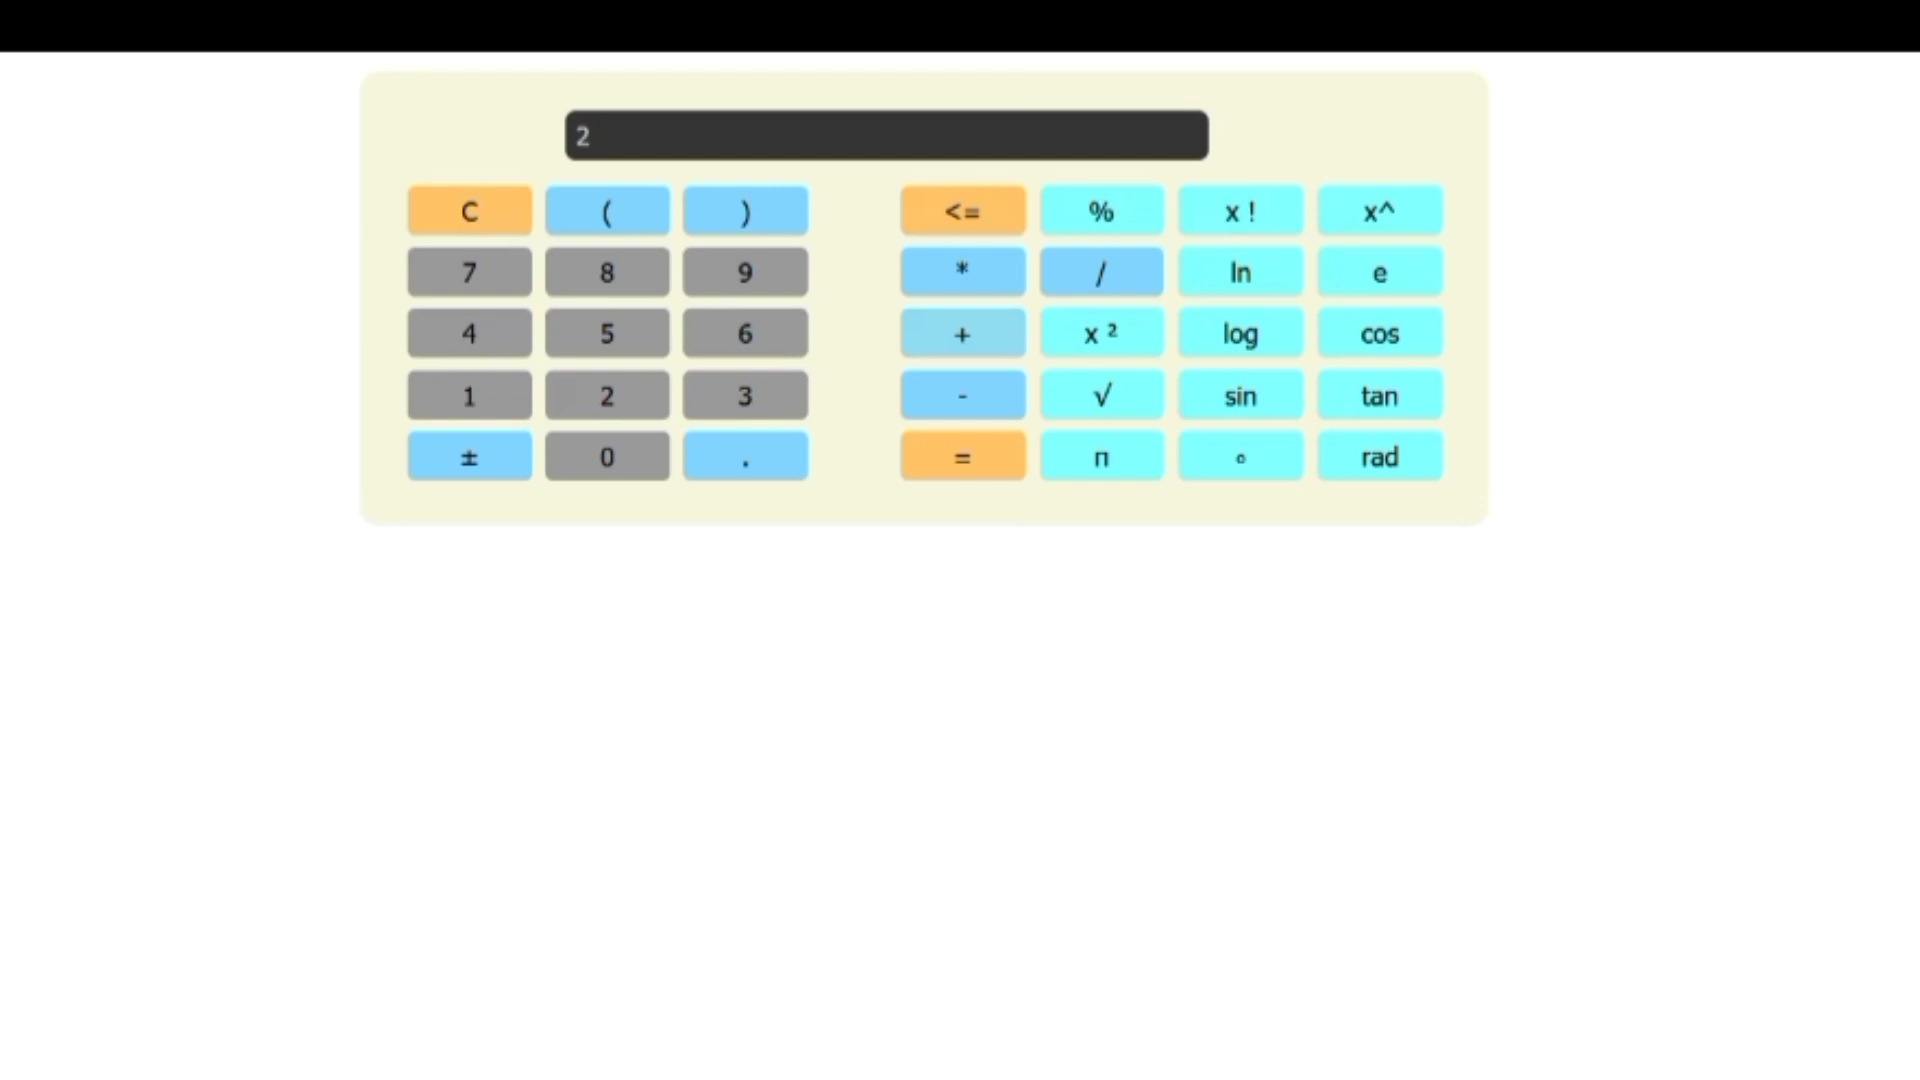 2
C ( ) <= % x ! x^
7 8 9 * / ln e
4 5 6 + x ² log cos
1 2 3 - √ sin tan
± 0 . = п ∘ rad